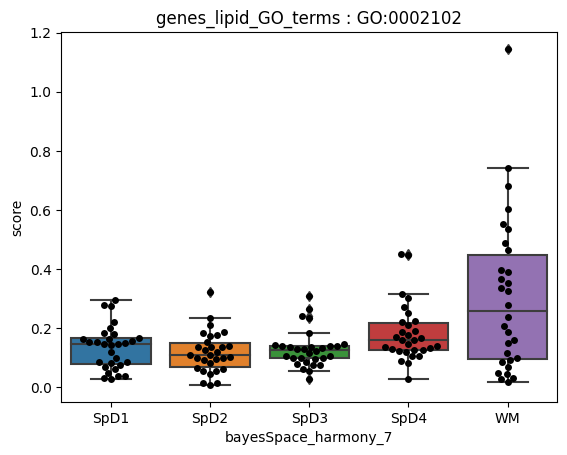 genes_lipid_GO_terms : GO:0002102
1.2
1.0
0.8
0.6
0.4
0.2
0.0
score
SpD1 SpD2 SpD3 SpD4 WM
bayesSpace_harmony_7